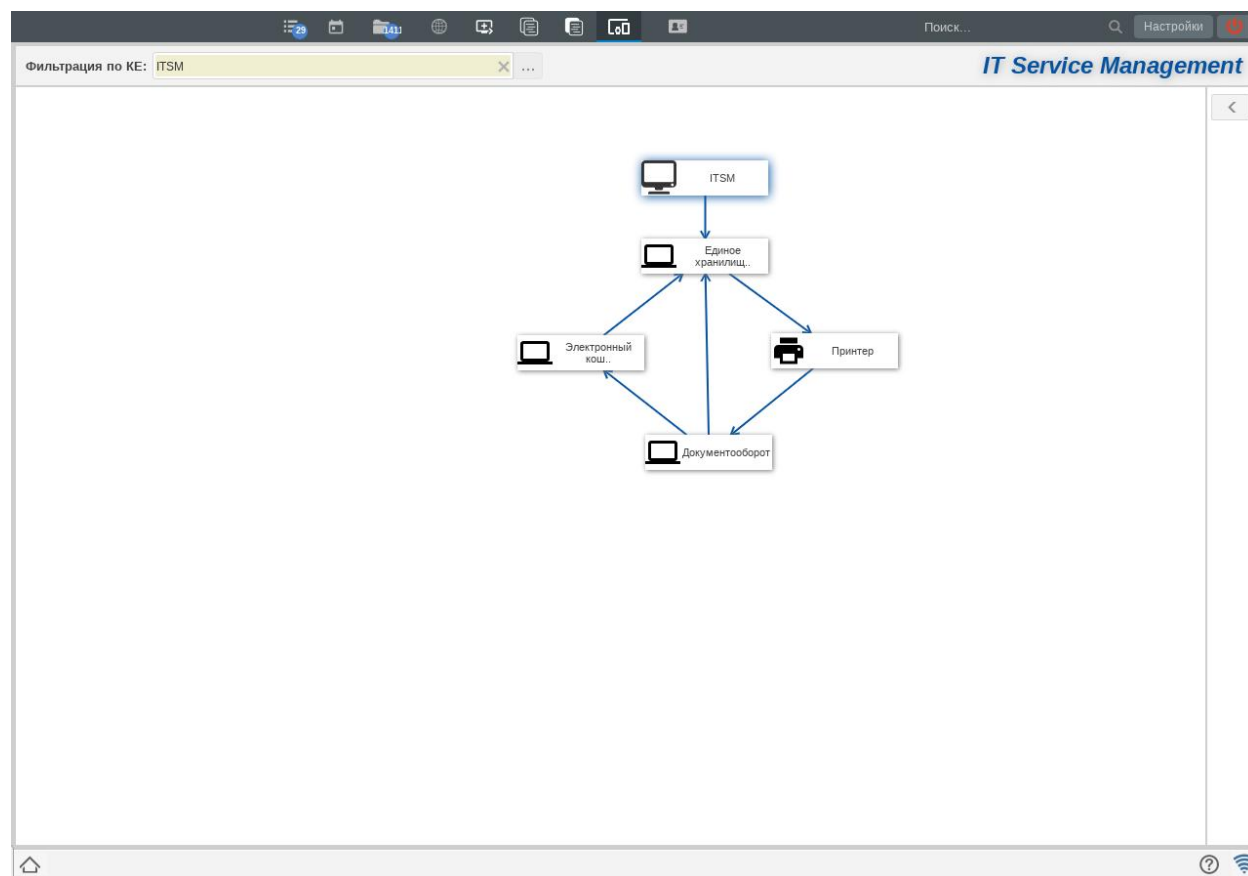 29
1411
Поиск...
Настройки
Фильтрация по КЕ:
ITSM
...
IT Service Management
ITSM
Единое
хранилищ..
Электронный
кош..
Принтер
Документооборот